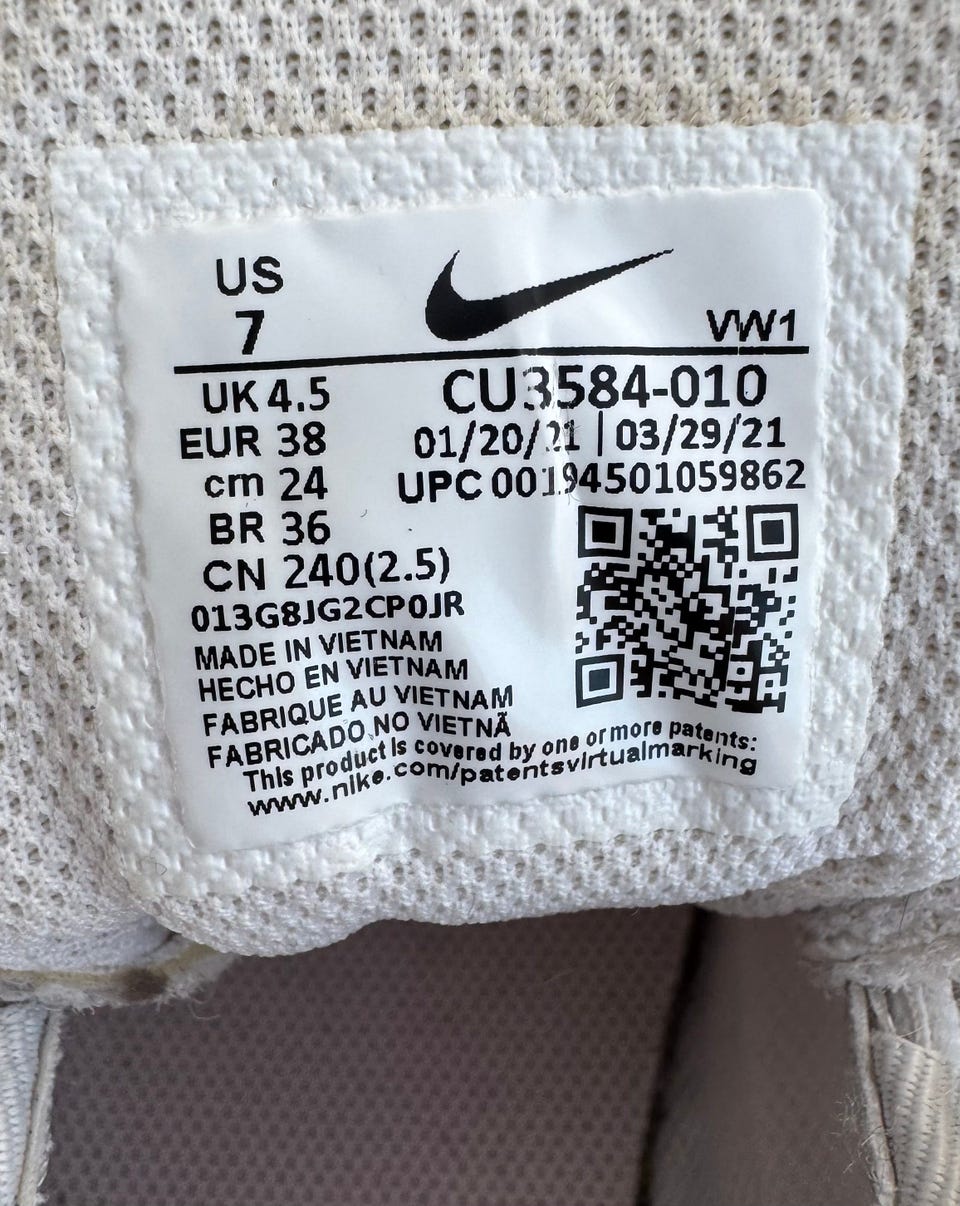 US
7
VW1
UK 4.5
CU3584-010
EUR 38
01/20/21 | 03/29/21
cm 24
UPC 00194501059862
BR 36
CN 240(2.5)
013G8JG2CP0JR
MADE IN VIETNAM
HECHO EN VIETNAM
FABRIQUE AU VIETNAM
FABRICADO NO VIETNÃ
This product is covered by one or more patents:
www.nike.com/patentsvirtualmarking